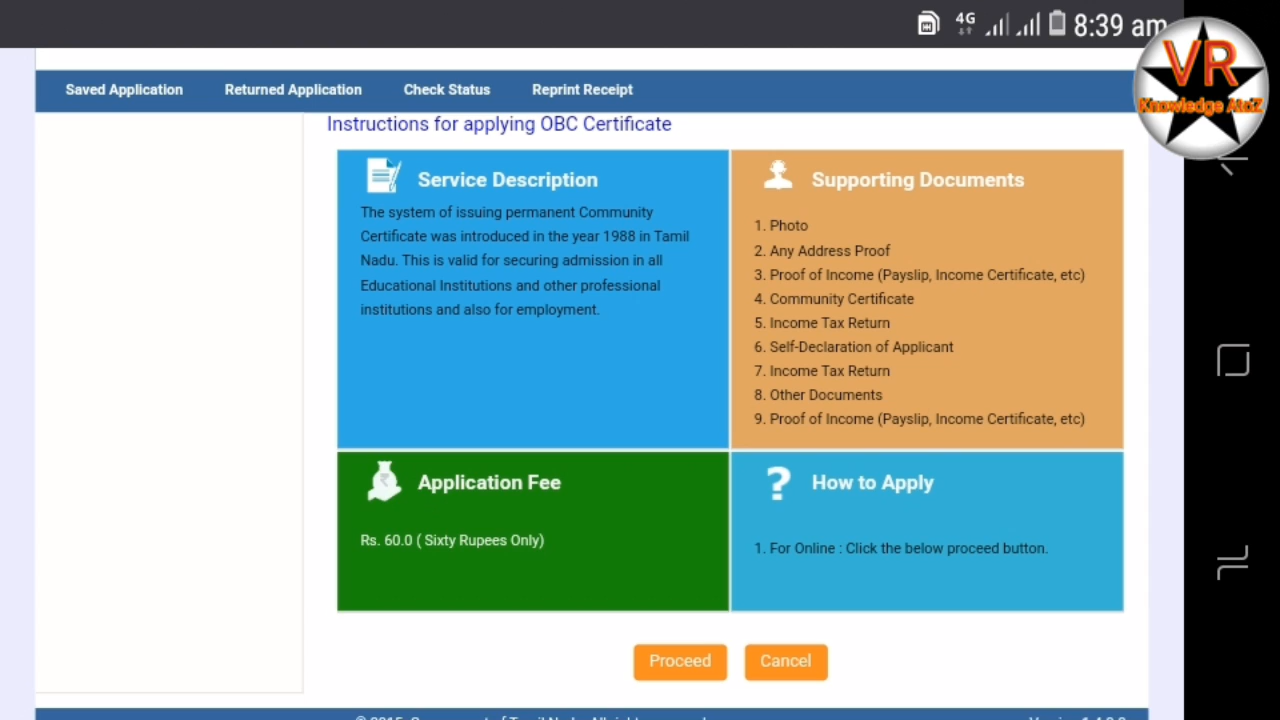 4G 8:39 am
VR
Knowledge AtoZ
Saved Application Returned Application Check Status Reprint Receipt
Instructions for applying OBC Certificate
Service Description
The system of issuing permanent Community
Certificate was introduced in the year 1988 in Tamil
Nadu. This is valid for securing admission in all
Educational Institutions and other professional
institutions and also for employment.
Supporting Documents
1. Photo
2. Any Address Proof
3. Proof of Income (Payslip, Income Certificate, etc)
4. Community Certificate
5. Income Tax Return
6. Self-Declaration of Applicant
7. Income Tax Return
8. Other Documents
9. Proof of Income (Payslip, Income Certificate, etc)
Application Fee
Rs. 60.0 ( Sixty Rupees Only)
How to Apply
1. For Online : Click the below proceed button.
Proceed Cancel